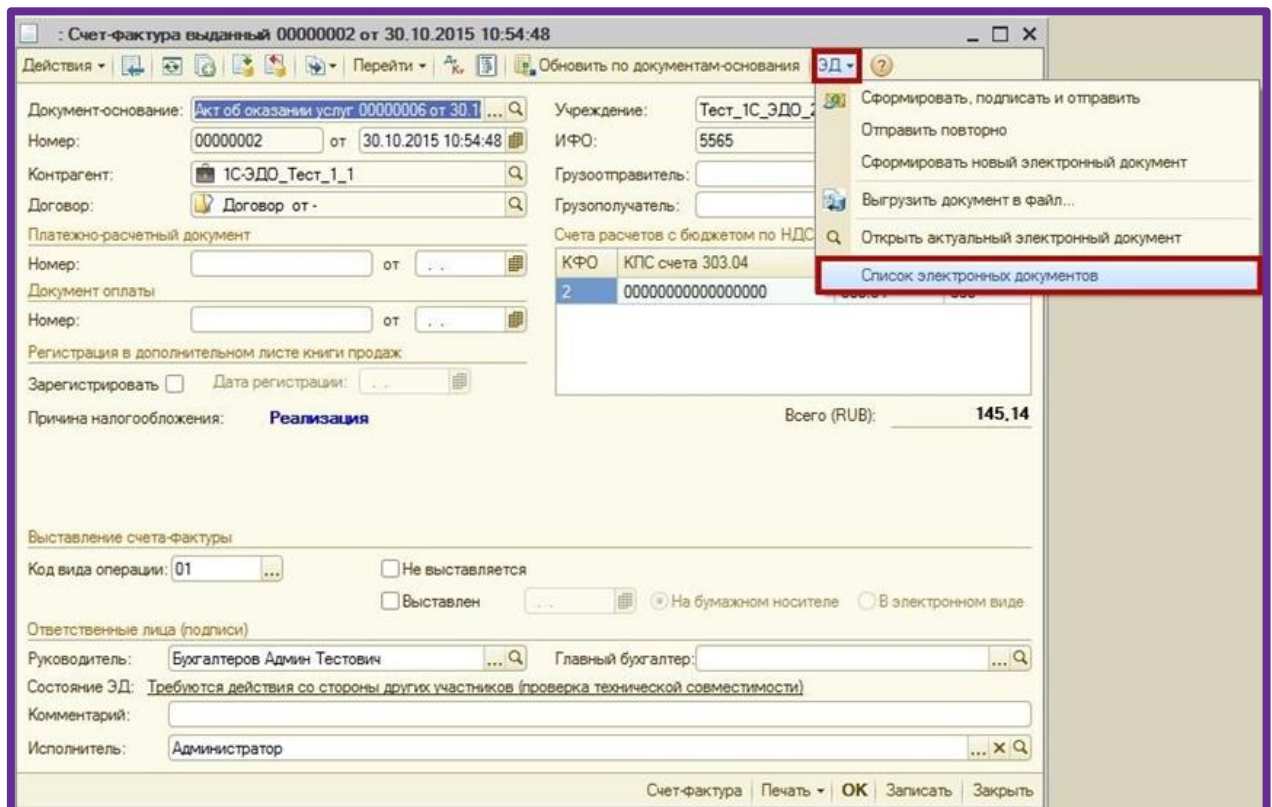 : Счет-фактура выданный 00000002 от 30.10.2015 10:54:48
Действия Перейти Обновить по документам-основания ЭД
Сформировать, подписать и отправить
Отправить повторно
Сформировать новый электронный документ
Выгрузить документ в файл...
Открыть актуальный электронный документ
Список электронных документов
Документ-основание: Акт об оказании услуг 00000006 от 30.1 ... Учреждение: Тест_1С_ЭДО_2
Номер: 00000002 от 30.10.2015 10:54:48 ИФО: 5565
Контрагент: 1С-ЭДО_Тест_1_1 Грузоотправитель:
Договор: Договор от - Грузополучатель:
Платежно-расчетный документ Счета расчетов с бюджетом по НДС
Номер: от . . КФО КПС счета 303.04
Документ оплаты
2 00000000000000000
Номер: от . .
Регистрация в дополнительном листе книги продаж
Зарегистрировать Дата регистрации: . .
Причина налогообложения: Реализация Всего (RUB): 145,14
Выставление счета-фактуры
Код вида операции: 01 ... Не выставляется
Выставлен . . На бумажном носителе В электронном виде
Ответственные лица (подписи)
Руководитель: Бухгалтеров Админ Тестович ... Главный бухгалтер: ...
Состояние ЭД: Требуются действия со стороны других участников (проверка технической совместимости)
Комментарий:
Исполнитель: Администратор ... X
Счет-фактура Печать OK Записать Закрыть